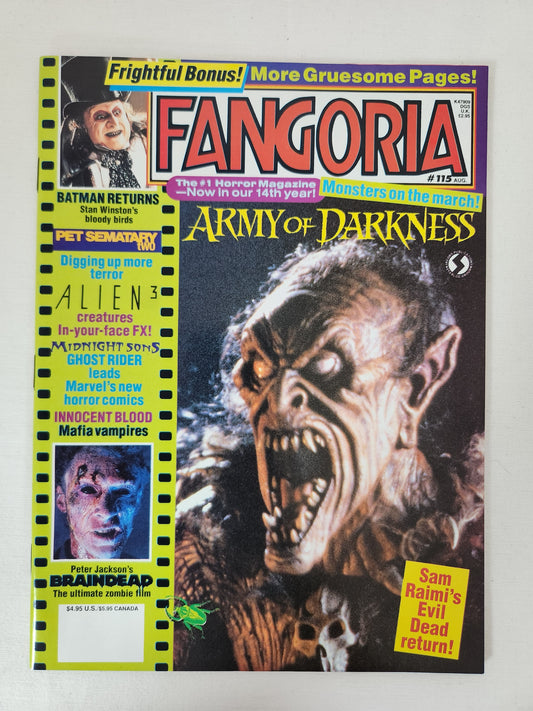 Frightful Bonus! More Gruesome Pages!
FANGORIA
K47909
DGS
U.K.
£2.95
#115 AUG.
The #1 Horror Magazine
—Now in our 14th year!
Monsters on the march!
BATMAN RETURNS
Stan Winston's
bloody birds
PET SEMATARY
TWO
Digging up more
terror
ALIEN 3
creatures
In-your-face FX!
MIDNIGHT SONS
GHOST RIDER
leads
Marvel's new
horror comics
INNOCENT BLOOD
Mafia vampires
Peter Jackson's
BRAINDEAD
The ultimate zombie film
$4.95 U.S./$5.95 CANADA
ARMY OF DARKNESS
Sam
Raimi's
Evil
Dead
return!